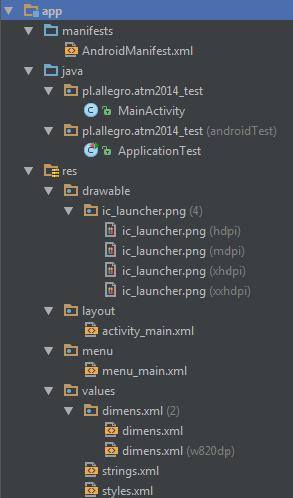 app
manifests
AndroidManifest.xml
java
pl.allegro.atm2014_test
MainActivity
pl.allegro.atm2014_test (androidTest)
ApplicationTest
res
drawable
ic_launcher.png (4)
ic_launcher.png (hdpi)
ic_launcher.png (mdpi)
ic_launcher.png (xhdpi)
ic_launcher.png (xxhdpi)
layout
activity_main.xml
menu
menu_main.xml
values
dimens.xml (2)
dimens.xml
dimens.xml (w820dp)
strings.xml
styles.xml